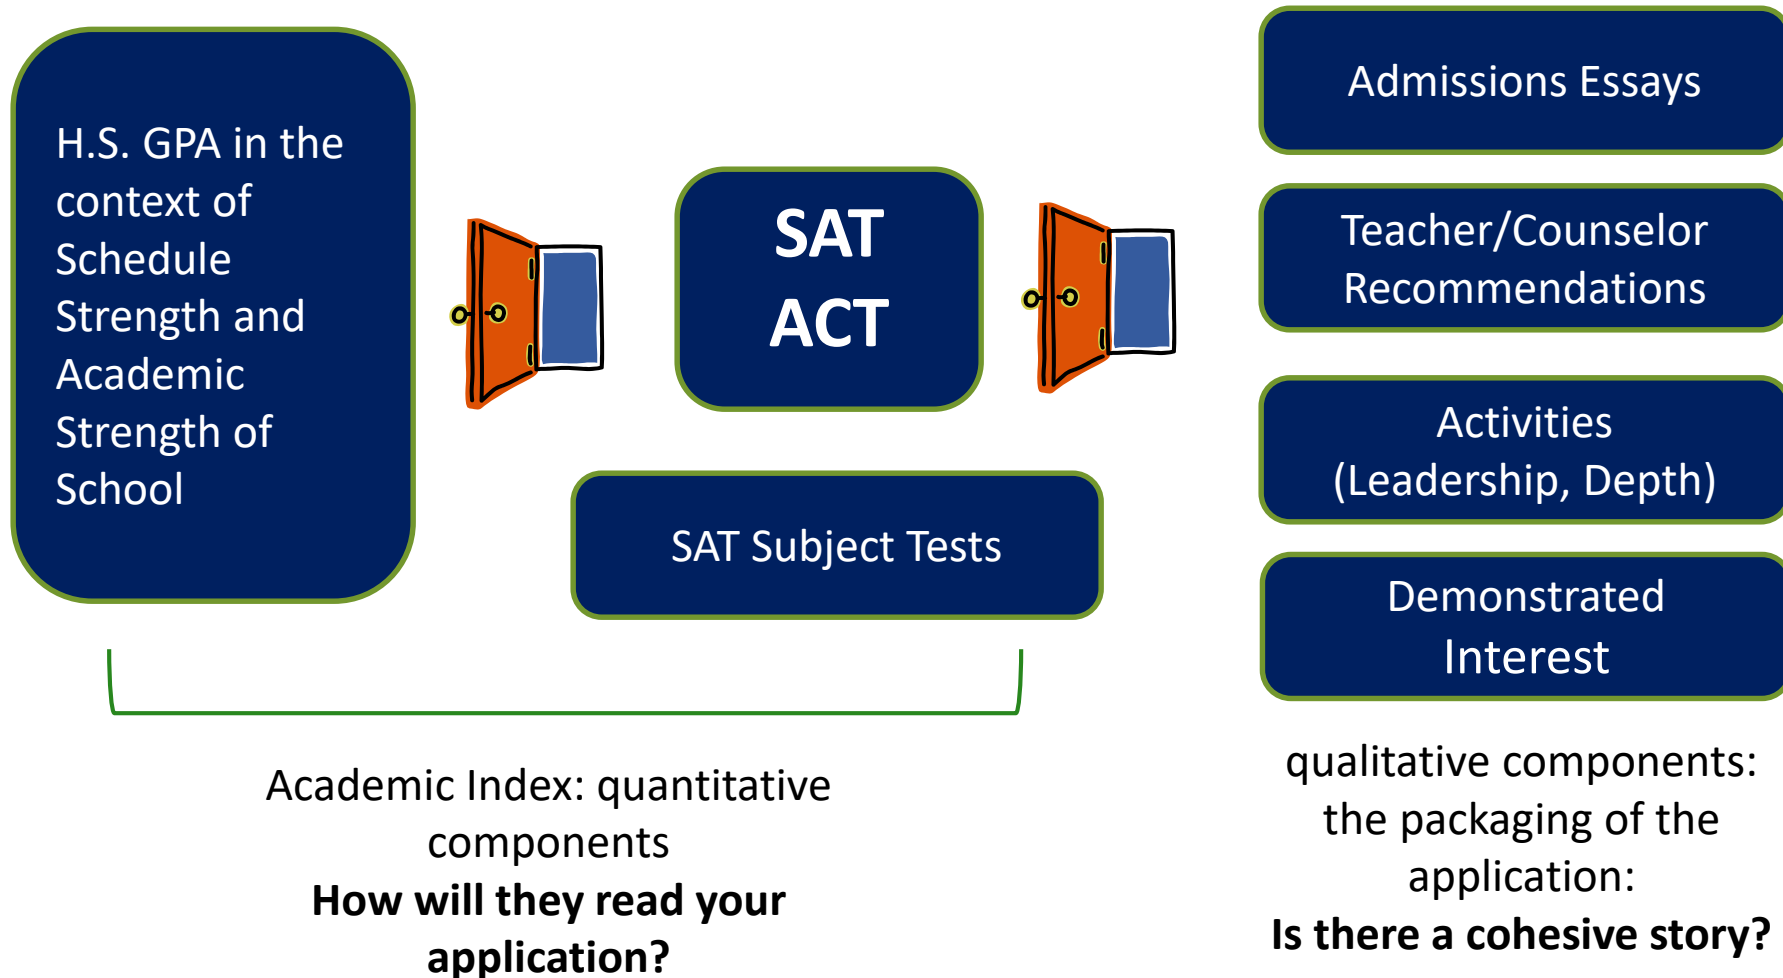 H.S. GPA in the
context of
Schedule
Strength and
Academic
Strength of
School
SAT
ACT
SAT Subject Tests
Academic Index: quantitative
components
How will they read your
application?
Admissions Essays
Teacher/Counselor
Recommendations
Activities
(Leadership, Depth)
Demonstrated
Interest
qualitative components:
the packaging of the
application:
Is there a cohesive story?